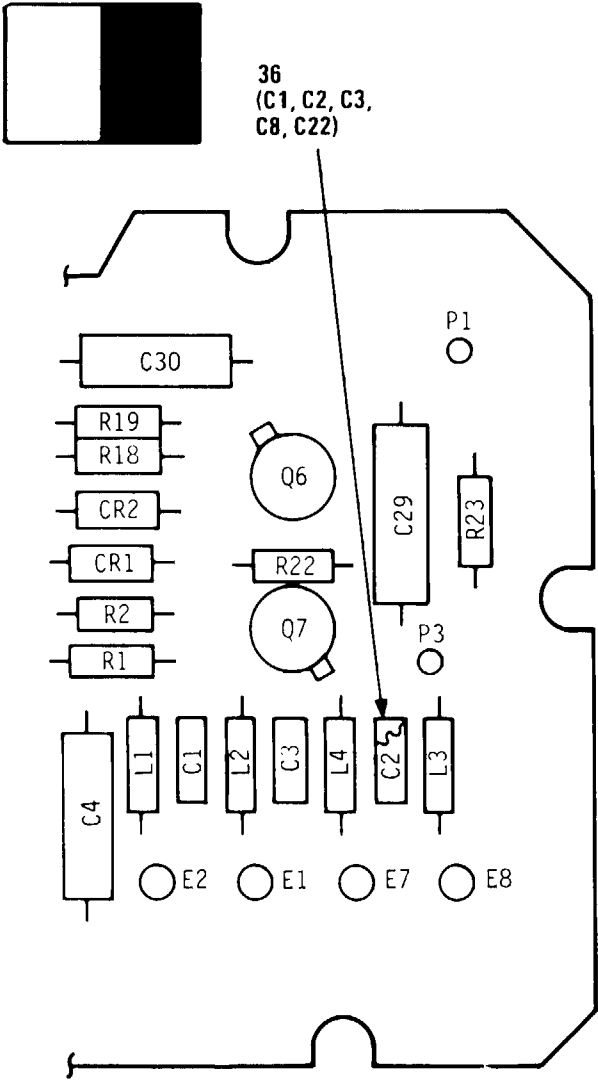 36
(C1, C2, C3,
C8, C22)
P1
C30
R19
R18
Q6
C29
R23
CR2
CR1
R22
R2
Q7
P3
R1
L1
C1
L2
C3
L4
C2
L3
C4
E2
E1
E7
E8